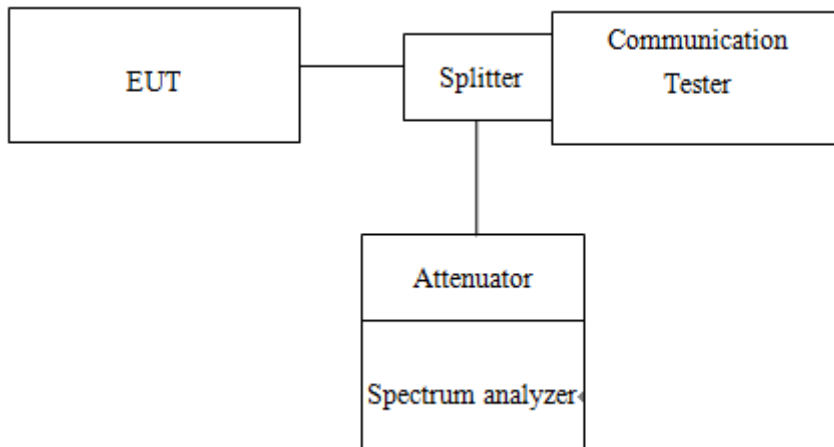 EUT
Splitter
Communication
Tester
Attenuator
Spectrum analyzer